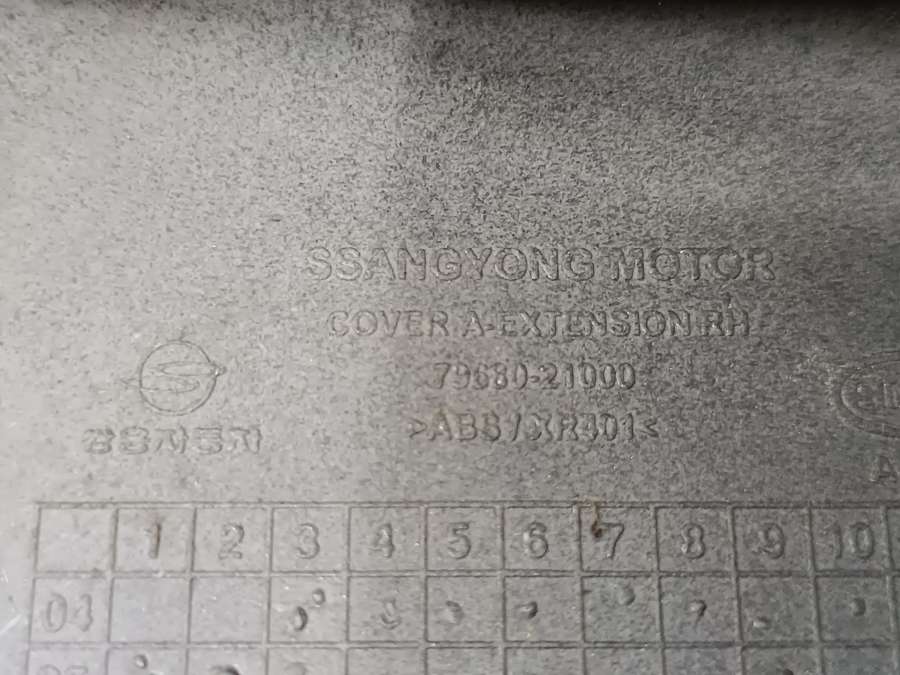 SSANGYONG MOTOR
COVER A-EXTENSION RH
79680-21000
>ABS/XR401<
쌍용자동차
1 2 3 4 5 6 7 8 9 10
04